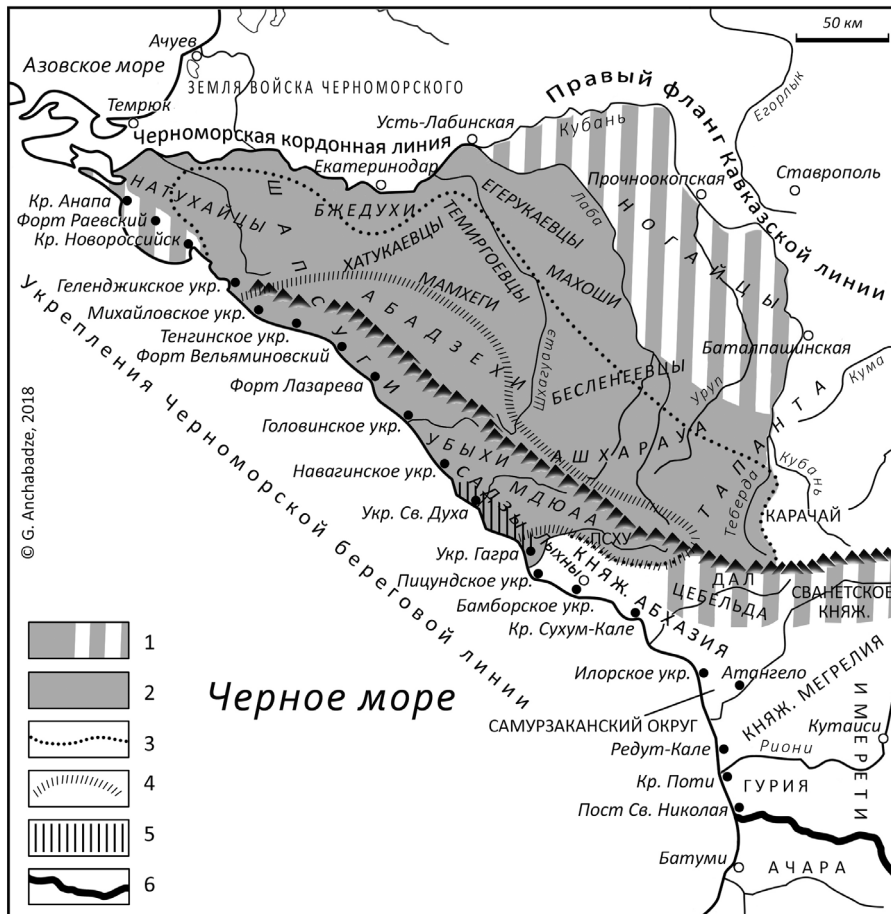 50 км
Ачуев
Азовское море
ЗЕМЛЯ ВОЙСКА ЧЕРНОМОРСКОГО
Темрюк
Черноморская кордонная линия
Усть-Лабинская
Екатеринодар
Правый фланг Кавказской линии
Кубань
Егорлык
Ставрополь
Прочноокопская
Лаба
НОГАЙЦЫ
Баталпашинская
Кума
Кр. Анапа
Форт Раевский
Кр. Новороссийск
НАТУХАЙЦЫ
ШАПСУГИ
БЖЕДУХИ
ХАТУКАЕВЦЫ
ТЕМИРГОЕВЦЫ
ЕГЕРУКАЕВЦЫ
МАМХЕГИ
МАХОШИ
АБАДЗЕХИ
Шхагуашэ
БЕСЛЕНЕЕВЦЫ
Уруп
АШХАРАУА
ТАПАНТА
Теберда
Кубань
КАРАЧАЙ
Геленджикское укр.
Михайловское укр.
Тенгинское укр.
Форт Вельяминовский
Форт Лазарева
Головинское укр.
Навагинское укр.
Укр. Св. Духа
Укр. Гагра
Пицундское укр.
Бамборское укр.
Кр. Сухум-Кале
Укрепления Черноморской береговой линии
УБЫХИ
САДЗЫ
МДЮАА
ПСХУ
Лыхны
КНЯЖ. АБХАЗИЯ
ДАЛ
ЦЕБЕЛЬДА
СВАНЕТСКОЕ
КНЯЖ.
Илорское укр.
Атангело
САМУРЗАКАНСКИЙ ОКРУГ
КНЯЖ. МЕГРЕЛИЯ
ИМЕРЕТИ
Кутаиси
Редут-Кале
Риони
Кр. Поти
ГУРИЯ
Пост Св. Николая
Батуми
АЧАРА
Черное море
© G. Anchabadze, 2018
1
2
3
4
5
6